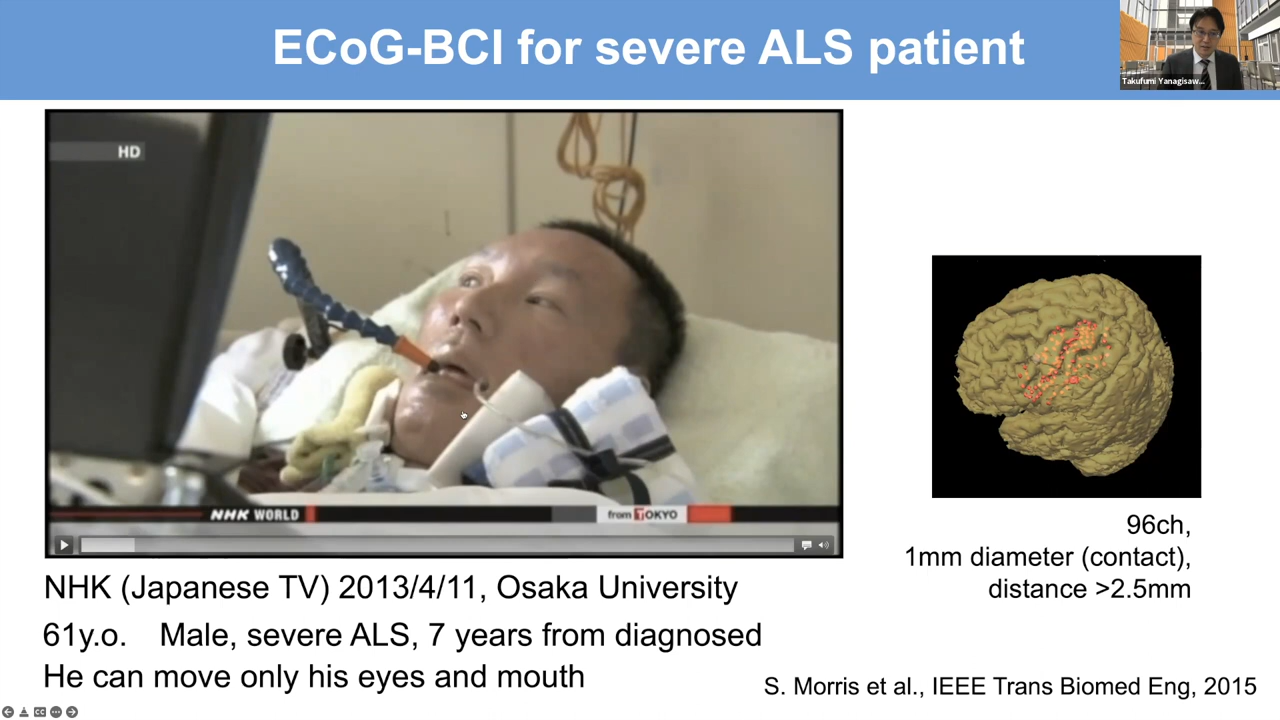 ECoG-BCI for severe ALS patient
Takufumi Yanagisaw...
HD
NHK WORLD
from TOKYO
NHK (Japanese TV) 2013/4/11, Osaka University
61y.o. Male, severe ALS, 7 years from diagnosed
He can move only his eyes and mouth
96ch,
1mm diameter (contact),
distance >2.5mm
S. Morris et al., IEEE Trans Biomed Eng, 2015